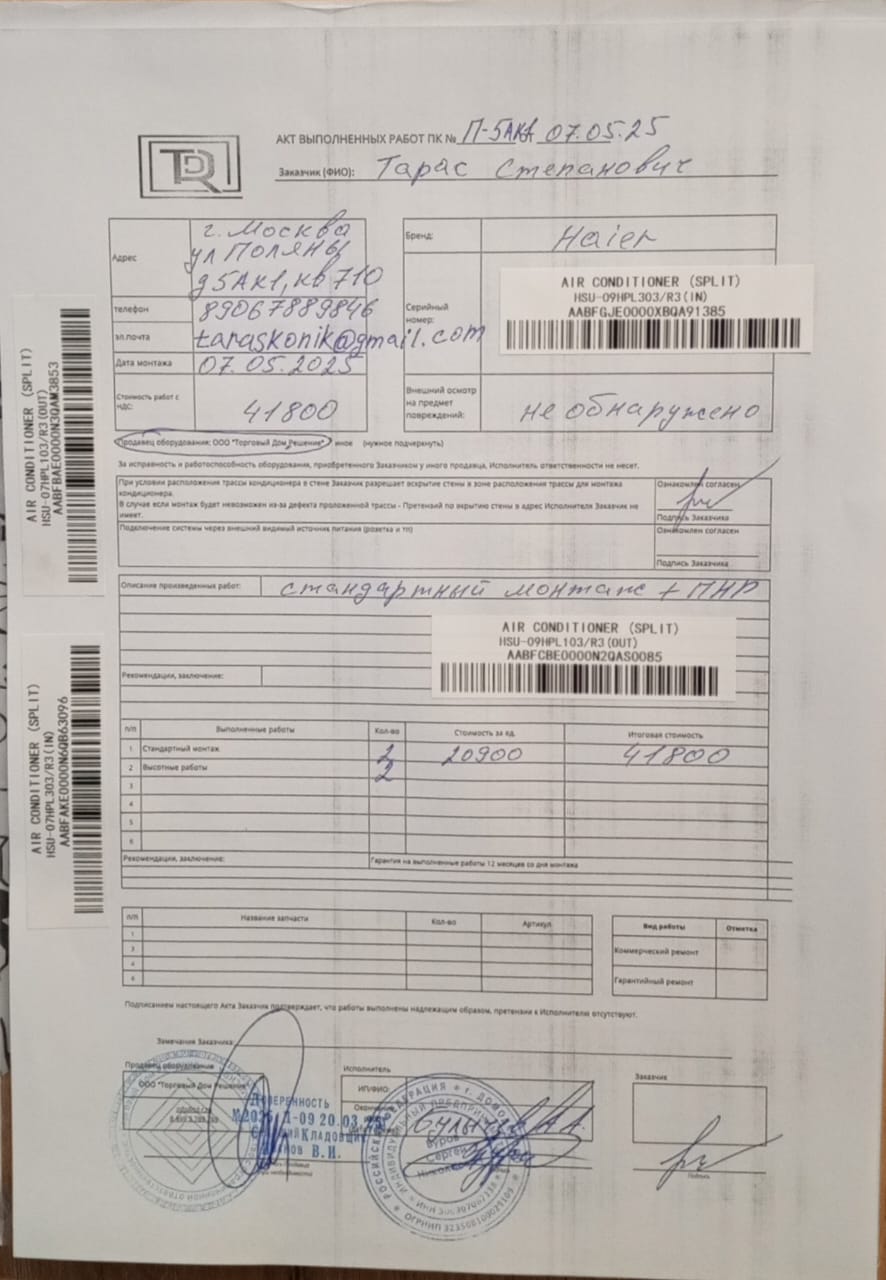 TDR
АКТ ВЫПОЛНЕННЫХ РАБОТ ПК № П-5АК1 07.05.25
Заказчик (ФИО): Тарас Степанович
Адрес
г. Москва
ул Поляны
д5Ак1, кв 710
телефон 89067889846
эл.почта taraskonik@gmail.com
Дата монтажа 07.05.2025
Стоимость работ с НДС: 41800
Бренд: Haier
Серийный номер:
AIR CONDITIONER (SPLIT)
HSU-09HPL303/R3(IN)
AABFGJE0000XBQA91385
Внешний осмотр на предмет повреждений: не обнаружено
AIR CONDITIONER (SPLIT)
HSU-07HPL103/R3(OUT)
AABFBAE0000N3QAM3853
Продавец оборудования: ООО "Торговый Дом Решение", иное (нужное подчеркнуть)
За исправность и работоспособность оборудования, приобретенного Заказчиком у иного продавца, Исполнитель ответственности не несет.
При условии расположения трассы кондиционера в стене Заказчик разрешает вскрытие стены в зоне расположения трассы для монтажа
кондиционера.
В случае если монтаж будет невозможен из-за дефекта проложенной трассы - Претензий по вкрытию стены в адрес Исполнителя Заказчик не
имеет.
Ознакомлен согласен
Подпись Заказчика
Подключение системы через внешний видимый источник питания (розетка и тп)
Ознакомлен согласен
Подпись Заказчика
Описание произведенных работ: стандартный монтаж + ПНР
AIR CONDITIONER (SPLIT)
HSU-09HPL103/R3(OUT)
AABFCBE0000N2QAS0085
Рекомендации, заключение:
AIR CONDITIONER (SPLIT)
HSU-07HPL303/R3(IN)
AABFAKE0000N6QB63096
п/п Выполненные работы Кол-во Стоимость за ед. Итоговая стоимость
1 Стандартный монтаж 2 20900 41800
2 Высотные работы 2
3
4
5
6
Рекомендации, заключение: Гарантия на выполненные работы 12 месяцев со дня монтажа
п/п Название запчасти Кол-во Артикул
1
Вид работы Отметка
Коммерческий ремонт
Гарантийный ремонт
Подписанием настоящего Акта Заказчик подтверждает, что работы выполнены надлежащим образом, претензии к Исполнителю отсутствуют.
Замечания Заказчика:
Продавец оборудования
ООО "Торговый Дом Решение"
ДОВЕРЕННОСТЬ
Исполнитель
ИП/ФИО:
Заказчик
Подпись